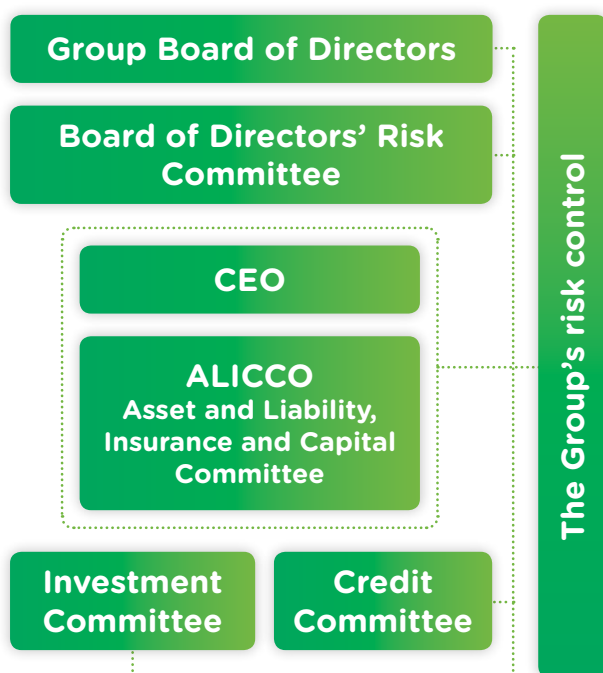 Group Board of Directors
Board of Directors’ Risk
Committee
CEO
ALICCO
Asset and Liability,
Insurance and Capital
Committee
Investment
Committee
Credit
Committee
The Group’s risk control